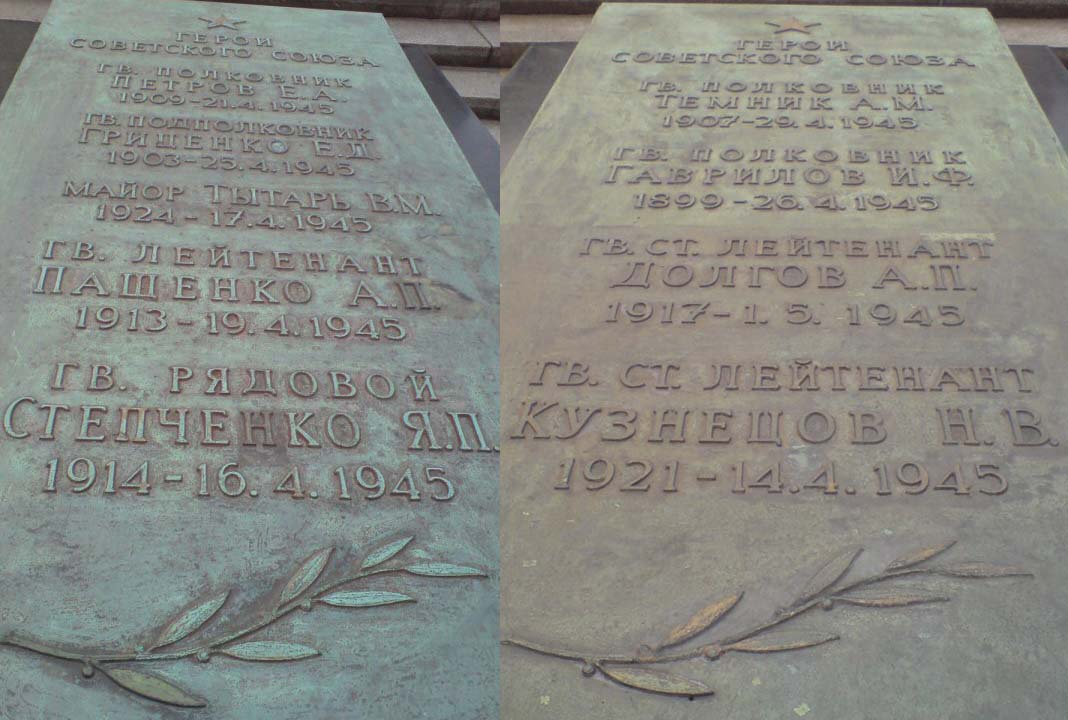 ГЕРОИ
СОВЕТСКОГО СОЮЗА
ГВ. ПОЛКОВНИК
ПЕТРОВ Е.А.
1909-21.4.1945
ГВ. ПОДПОЛКОВНИК
ГРИЩЕНКО Е.Д.
1903-25.4.1945
МАЙОР ТЫТАРЬ В.М.
1924-17.4.1945
ГВ. ЛЕЙТЕНАНТ
ПАЩЕНКО А.П.
1913-19.4.1945
ГВ. РЯДОВОЙ
СТЕПЧЕНКО Я.П.
1914-16.4.1945
ГЕРОИ
СОВЕТСКОГО СОЮЗА
ГВ. ПОЛКОВНИК
ТЕМНИК А.М.
1907-29.4.1945
ГВ. ПОЛКОВНИК
ГАВРИЛОВ И.Ф.
1899-26.4.1945
ГВ. СТ. ЛЕЙТЕНАНТ
ДОЛГОВ А.П.
1917-1.5.1945
ГВ. СТ. ЛЕЙТЕНАНТ
КУЗНЕЦОВ Н.В.
1921-14.4.1945